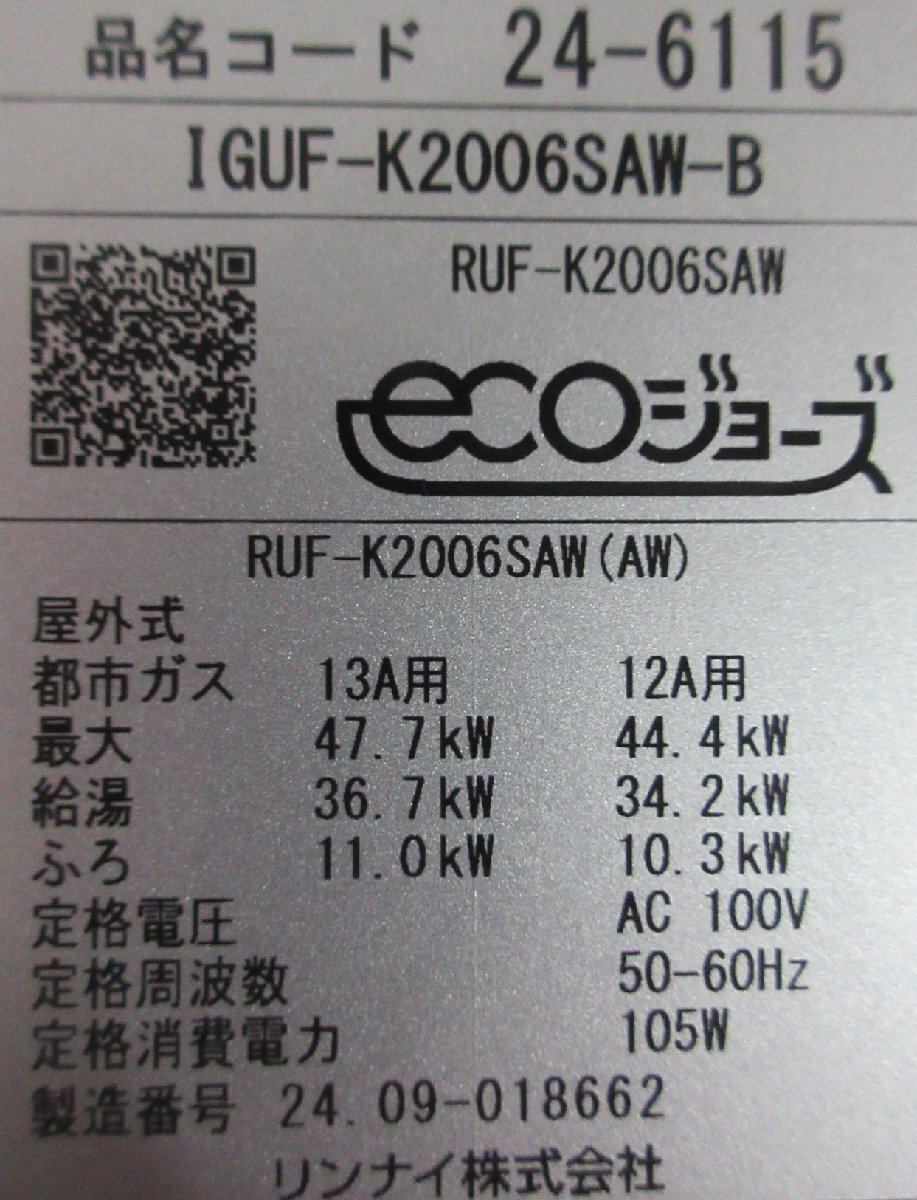 品名コード 24-6115
IGUF-K2006SAW-B
RUF-K2006SAW
ecoジョーズ
RUF-K2006SAW(AW)
屋外式
都市ガス 13A用 12A用
最大 47.7kW 44.4kW
給湯 36.7kW 34.2kW
ふろ 11.0kW 10.3kW
定格電圧 AC 100V
定格周波数 50-60Hz
定格消費電力 105W
製造番号 24.09-018662
リンナイ株式会社